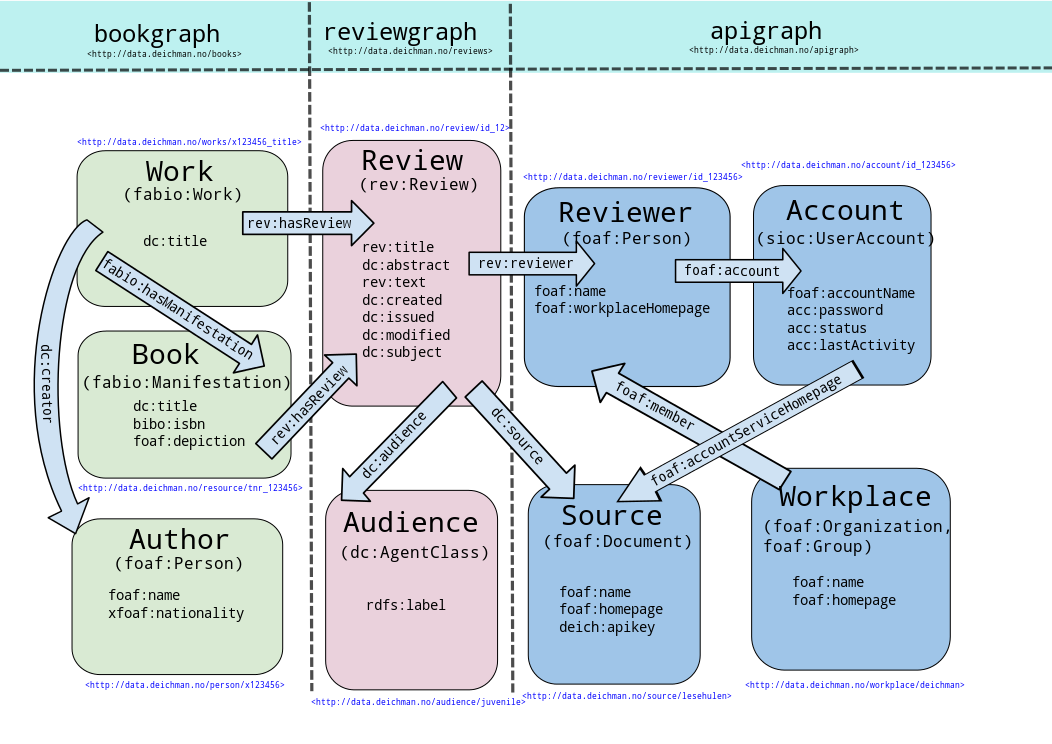 bookgraph
<http://data.deichman.no/books>
reviewgraph
<http://data.deichman.no/reviews>
apigraph
<http://data.deichman.no/apigraph>
<http://data.deichman.no/works/x123456_title>
Work
(fabio:Work)
dc:title
fabio:hasManifestation
dc:creator
rev:hasReview
Book
(fabio:Manifestation)
dc:title
bibo:isbn
foaf:depiction
rev:hasReview
<http://data.deichman.no/resource/tnr_123456>
Author
(foaf:Person)
foaf:name
xfoaf:nationality
<http://data.deichman.no/person/x123456>
<http://data.deichman.no/review/id_12>
Review
(rev:Review)
rev:title
dc:abstract
rev:text
dc:created
dc:issued
dc:modified
dc:subject
rev:reviewer
dc:audience
dc:source
Audience
(dc:AgentClass)
rdfs:label
<http://data.deichman.no/audience/juvenile>
<http://data.deichman.no/reviewer/id_123456>
Reviewer
(foaf:Person)
foaf:name
foaf:workplaceHomepage
foaf:account
<http://data.deichman.no/account/id_123456>
Account
(sioc:UserAccount)
foaf:accountName
acc:password
acc:status
acc:lastActivity
foaf:member
foaf:accountServiceHomepage
Source
(foaf:Document)
foaf:name
foaf:homepage
deich:apikey
<http://data.deichman.no/source/lesehulen>
Workplace
(foaf:Organization,
foaf:Group)
foaf:name
foaf:homepage
<http://data.deichman.no/workplace/deichman>